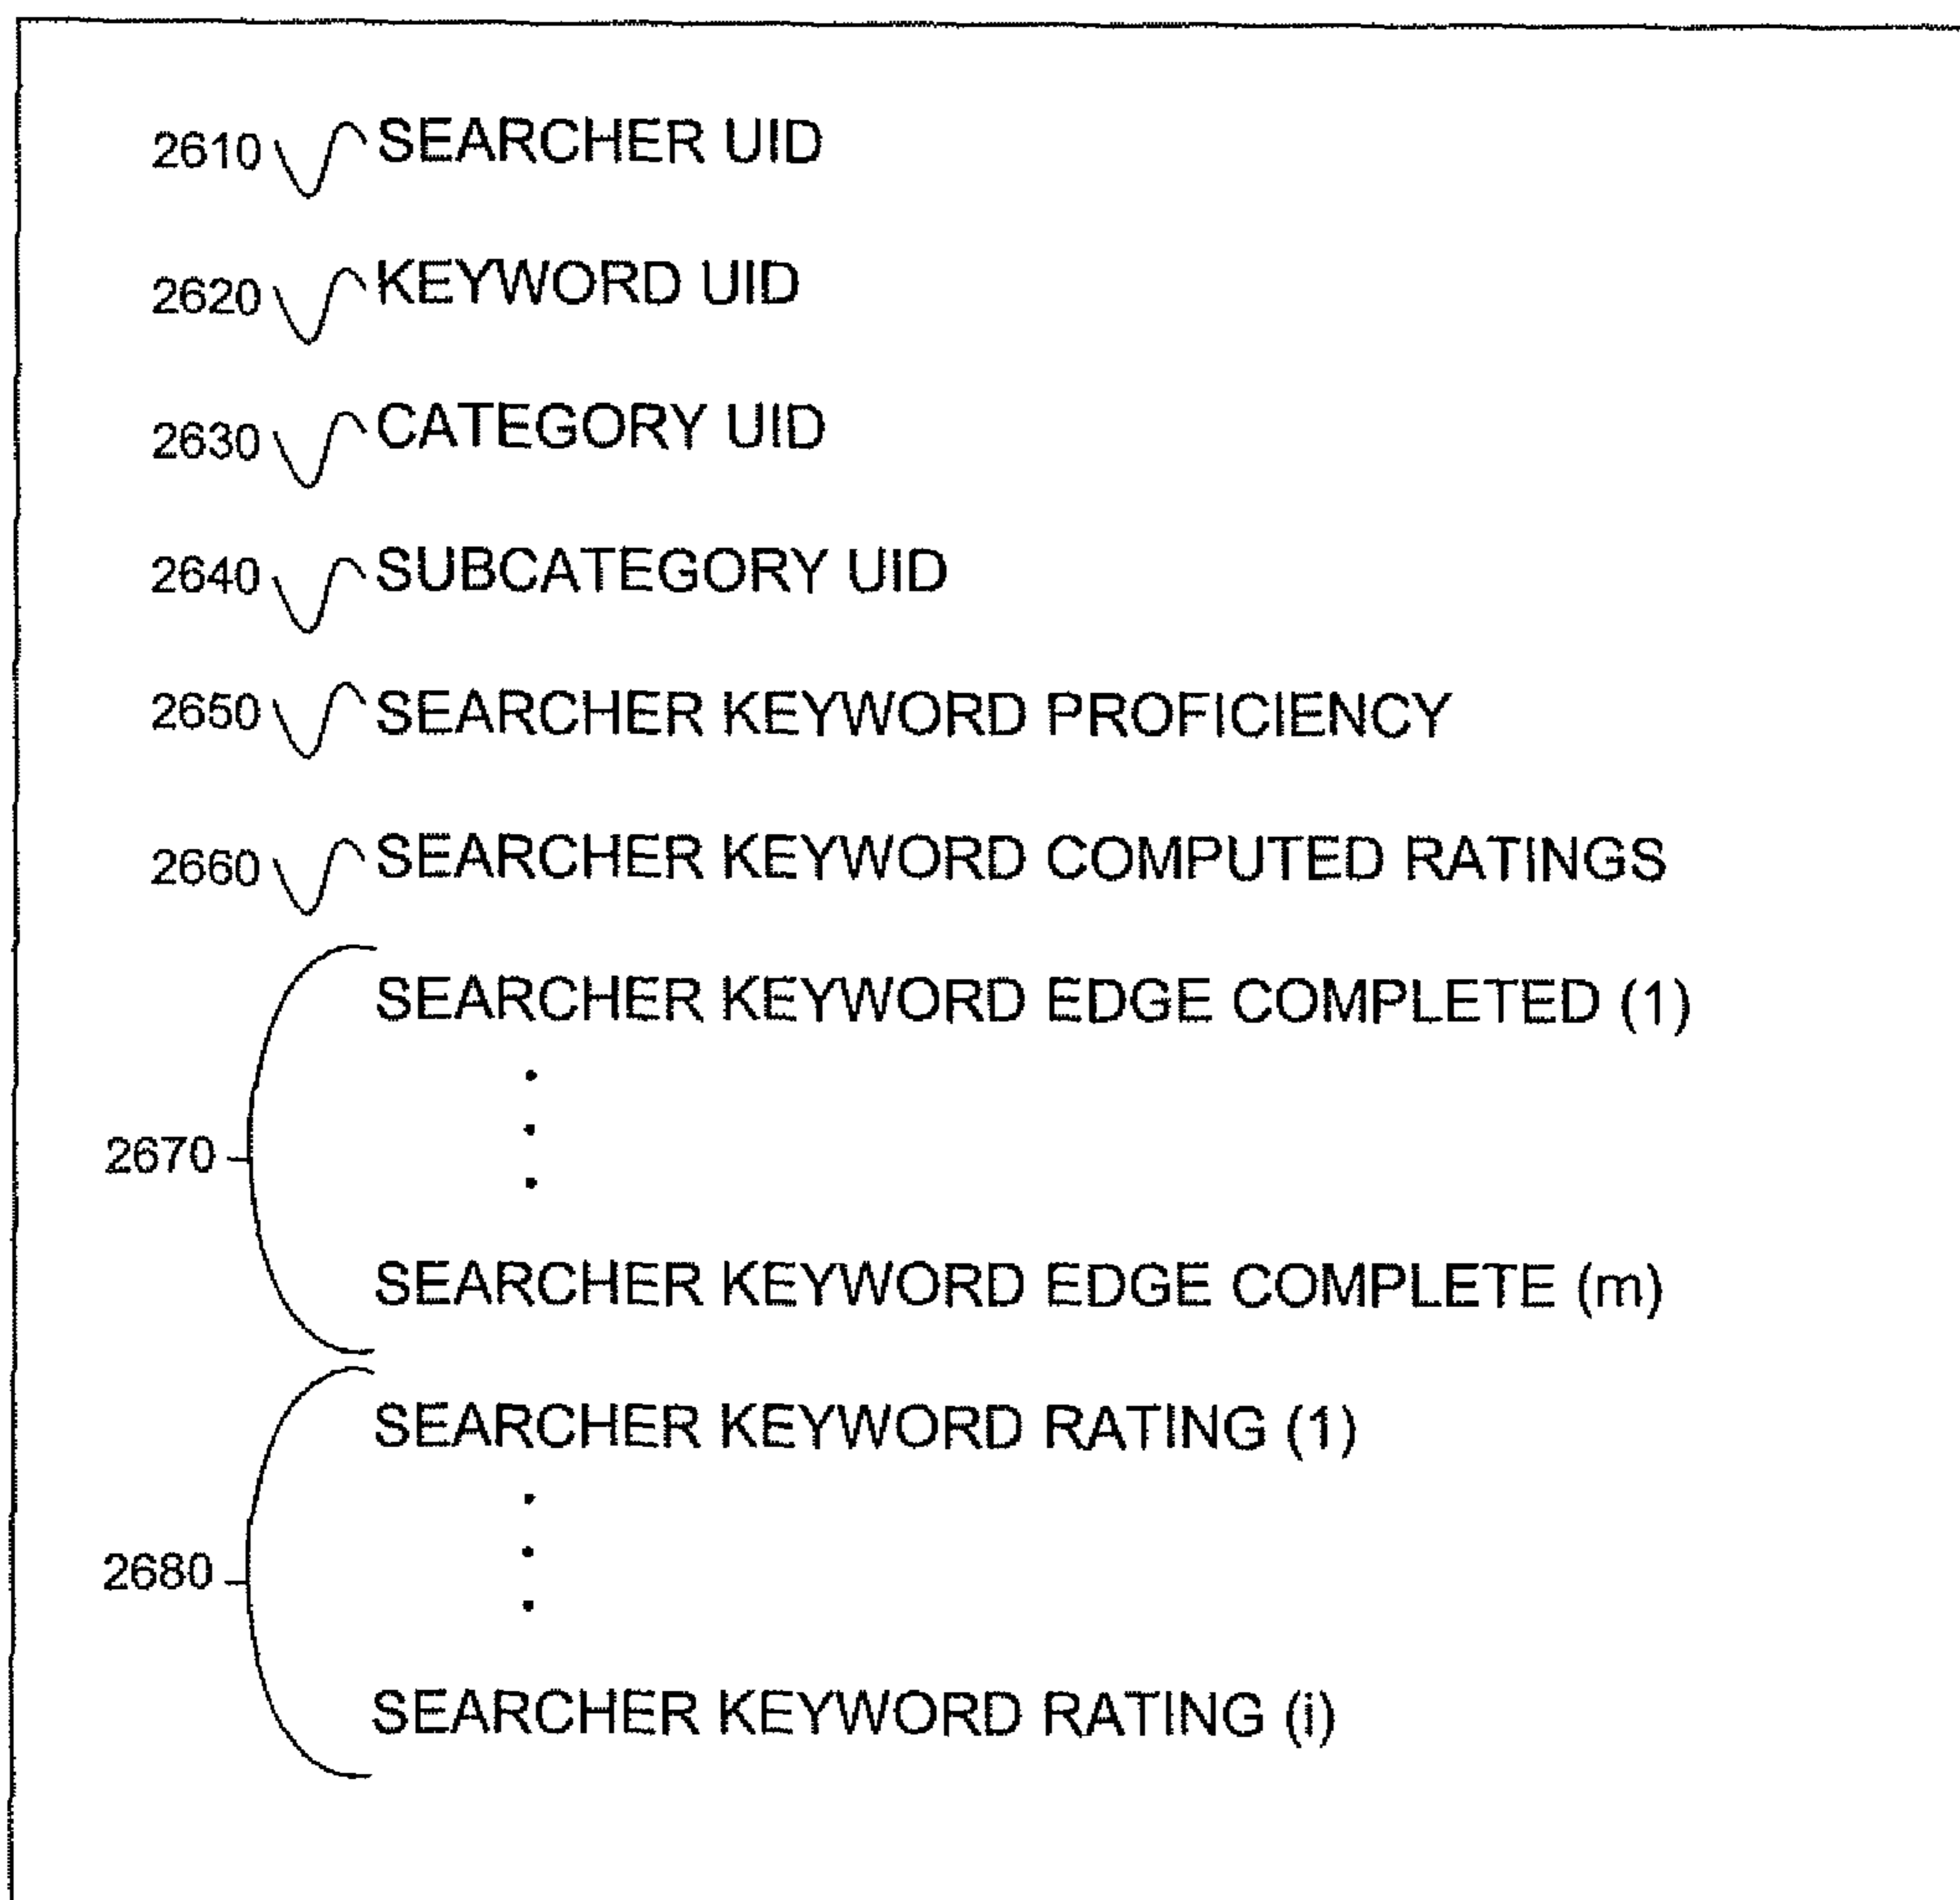 2610 SEARCHER UID
2620 KEYWORD UID
2630 CATEGORY UID
2640 SUBCATEGORY UID
2650 SEARCHER KEYWORD PROFICIENCY
2660 SEARCHER KEYWORD COMPUTED RATINGS
SEARCHER KEYWORD EDGE COMPLETED (1)
2670
SEARCHER KEYWORD EDGE COMPLETE (m)
SEARCHER KEYWORD RATING (1)
2680
SEARCHER KEYWORD RATING (i)